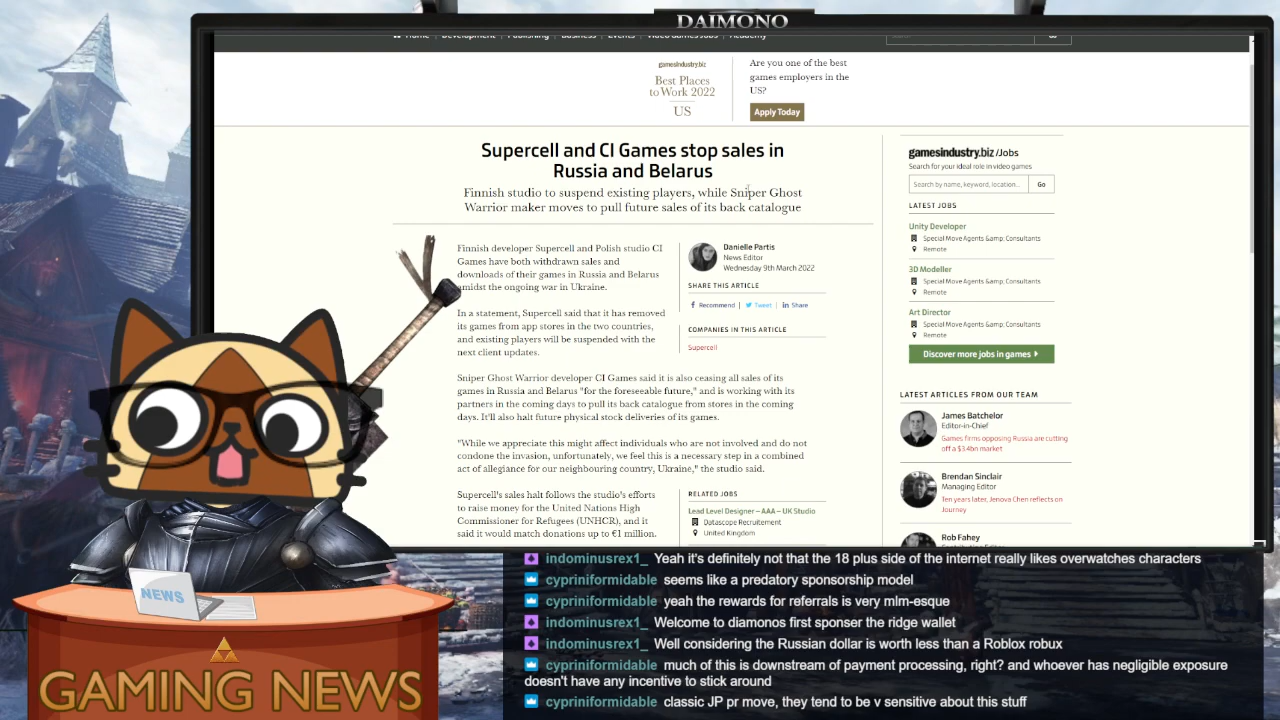 DAIMONO
Home | Development | Publishing | Business | Events | Video Games Jobs | Academy
Go
gamesindustry.biz
Best Places
to Work 2022
US
Are you one of the best
games employers in the
US?
Apply Today
Supercell and CI Games stop sales in
Russia and Belarus
Finnish studio to suspend existing players, while Sniper Ghost
Warrior maker moves to pull future sales of its back catalogue
Finnish developer Supercell and Polish studio CI
Games have both withdrawn sales and
downloads of their games in Russia and Belarus
amidst the ongoing war in Ukraine.
In a statement, Supercell said that it has removed
its games from app stores in the two countries,
and existing players will be suspended with the
next client updates.
Danielle Partis
News Editor
Wednesday 9th March 2022
SHARE THIS ARTICLE
Recommend | Tweet | Share
COMPANIES IN THIS ARTICLE
Supercell
Sniper Ghost Warrior developer CI Games said it is also ceasing all sales of its
games in Russia and Belarus "for the foreseeable future," and is working with its
partners in the coming days to pull its back catalogue from stores in the coming
days. It'll also halt future physical stock deliveries of its games.
"While we appreciate this might affect individuals who are not involved and do not
condone the invasion, unfortunately, we feel this is a necessary step in a combined
act of allegiance for our neighbouring country, Ukraine," the studio said.
Supercell's sales halt follows the studio's efforts
to raise money for the United Nations High
Commissioner for Refugees (UNHCR), and it
said it would match donations up to €1 million.
RELATED JOBS
Lead Level Designer – AAA – UK Studio
Datascope Recruitment
United Kingdom
gamesindustry.biz /Jobs
Search for your ideal role in video games
Search by name, keyword, location...
Go
LATEST JOBS
Unity Developer
Special Move Agents &amp; Consultants
Remote
3D Modeller
Special Move Agents &amp; Consultants
Remote
Art Director
Special Move Agents &amp; Consultants
Remote
Discover more jobs in games
LATEST ARTICLES FROM OUR TEAM
James Batchelor
Editor-in-Chief
Games firms opposing Russia are cutting
off a $3.4bn market
Brendan Sinclair
Managing Editor
Ten years later, Jenova Chen reflects on
Journey
Rob Fahey
NEWS
GAMING NEWS
indominusrex1_ Yeah it's definitely not that the 18 plus side of the internet really likes overwatches characters
cypriniformidable seems like a predatory sponsorship model
cypriniformidable yeah the rewards for referrals is very mlm-esque
indominusrex1_ Welcome to diamonos first sponser the ridge wallet
indominusrex1_ Well considering the Russian dollar is worth less than a Roblox robux
cypriniformidable much of this is downstream of payment processing, right? and whoever has negligible exposure
doesn't have any incentive to stick around
cypriniformidable classic JP pr move, they tend to be v sensitive about this stuff